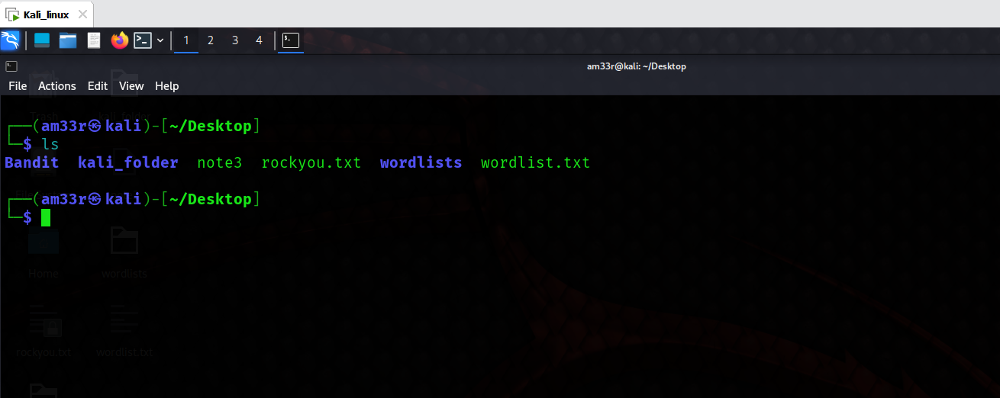 Kali_linux
1 2 3 4
am33r@kali: ~/Desktop
File Actions Edit View Help
┌──(am33r㉿kali)-[~/Desktop]
└─$ ls
Bandit kali_folder note3 rockyou.txt wordlists wordlist.txt
┌──(am33r㉿kali)-[~/Desktop]
└─$
Home wordlists
rockyou.txt wordlist.txt